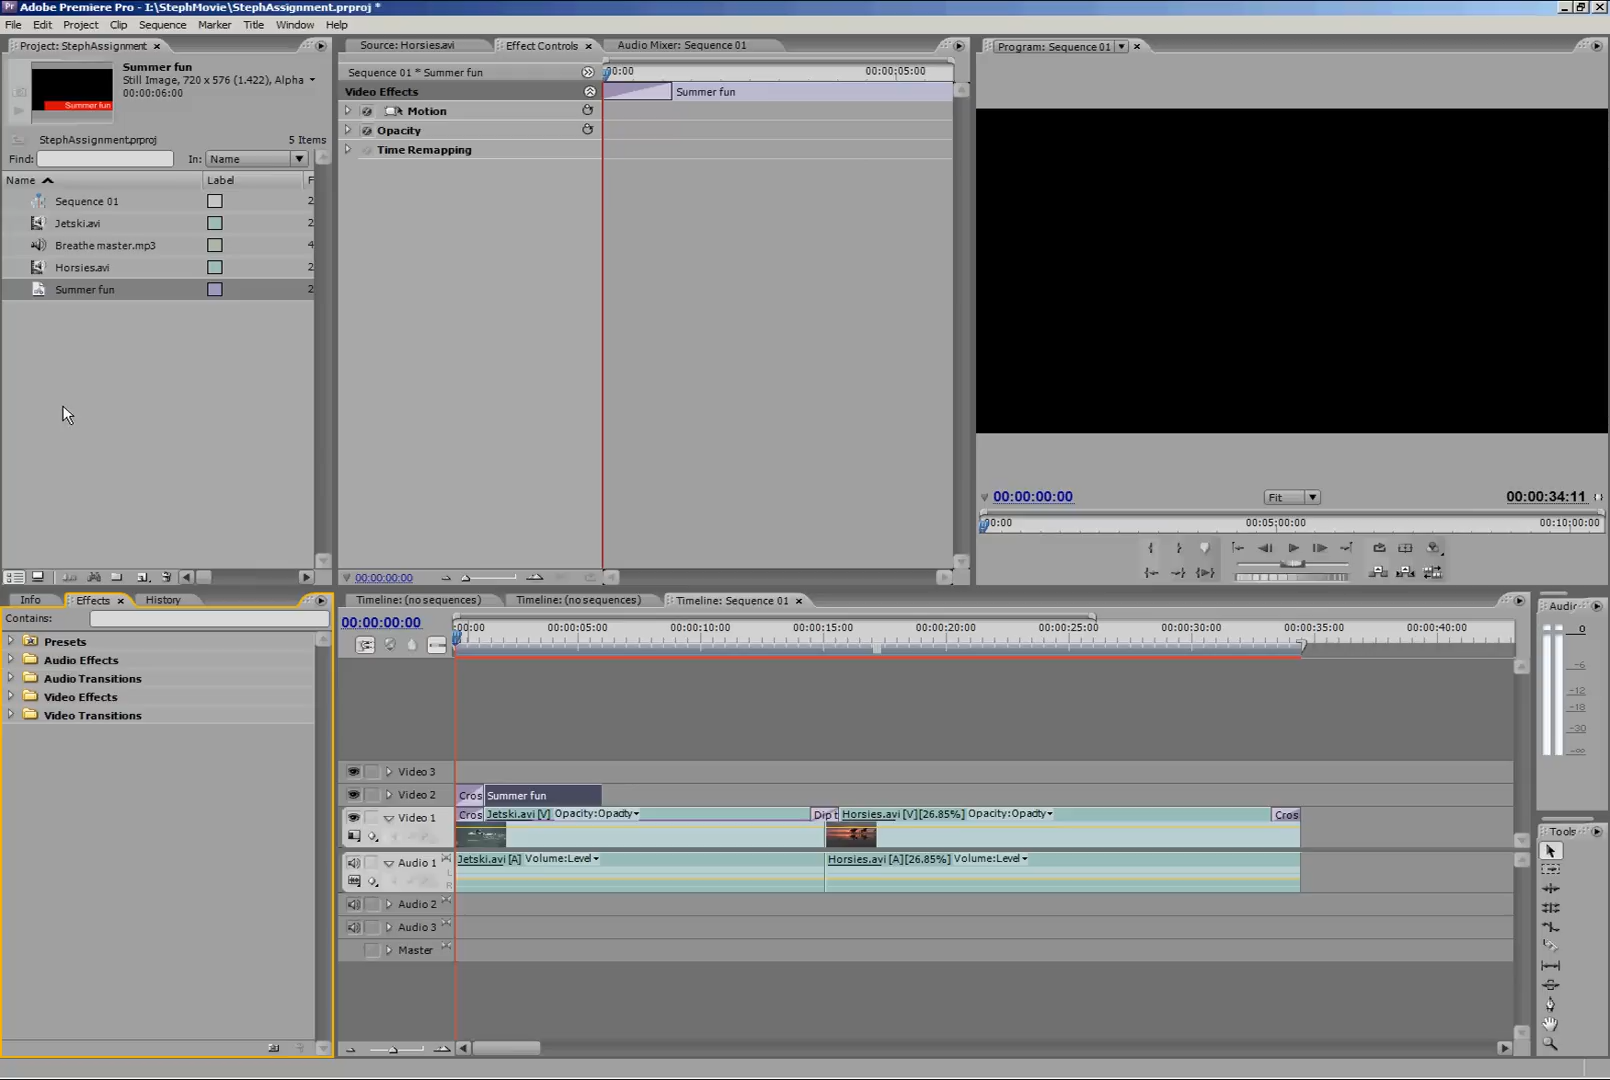 Adobe Premiere Pro - I:\StephMovie\StephAssignment.prproj *
File Edit Project Clip Sequence Marker Title Window Help
Project: StephAssignment
Summer fun
Still Image, 720 x 576 (1.422), Alpha
00:00:06:00
Summer fun
StephAssignment.prproj 5 Items
Find: In: Name
Name Label F
Sequence 01 2
Jetski.avi 2
Breathe master.mp3 4
Horsies.avi 2
Summer fun 2
Source: Horsies.avi Effect Controls Audio Mixer: Sequence 01
Sequence 01 * Summer fun
00:00 00:00:05:00
Video Effects Summer fun
Motion
Opacity
Time Remapping
00:00:00:00
Program: Sequence 01
00:00:00:00 Fit 00:00:34:11
00:00 00:05:00:00 00:10:00:00
Info Effects History
Contains:
Presets
Audio Effects
Audio Transitions
Video Effects
Video Transitions
Timeline: (no sequences) Timeline: (no sequences) Timeline: Sequence 01
00:00:00:00
:00:00 00:00:05:00 00:00:10:00 00:00:15:00 00:00:20:00 00:00:25:00 00:00:30:00 00:00:35:00 00:00:40:00
Video 3
Video 2 Cros Summer fun
Video 1 Cros Jetski.avi [V] Opacity:Opacity Dip t Horsies.avi [V][26.85%] Opacity:Opacity Cros
Audio 1 Jetski.avi [A] Volume:Level Horsies.avi [A][26.85%] Volume:Level
L
R
Audio 2
Audio 3
Master
Audir
0
-6
-12
-18
-30
-∞
Tools